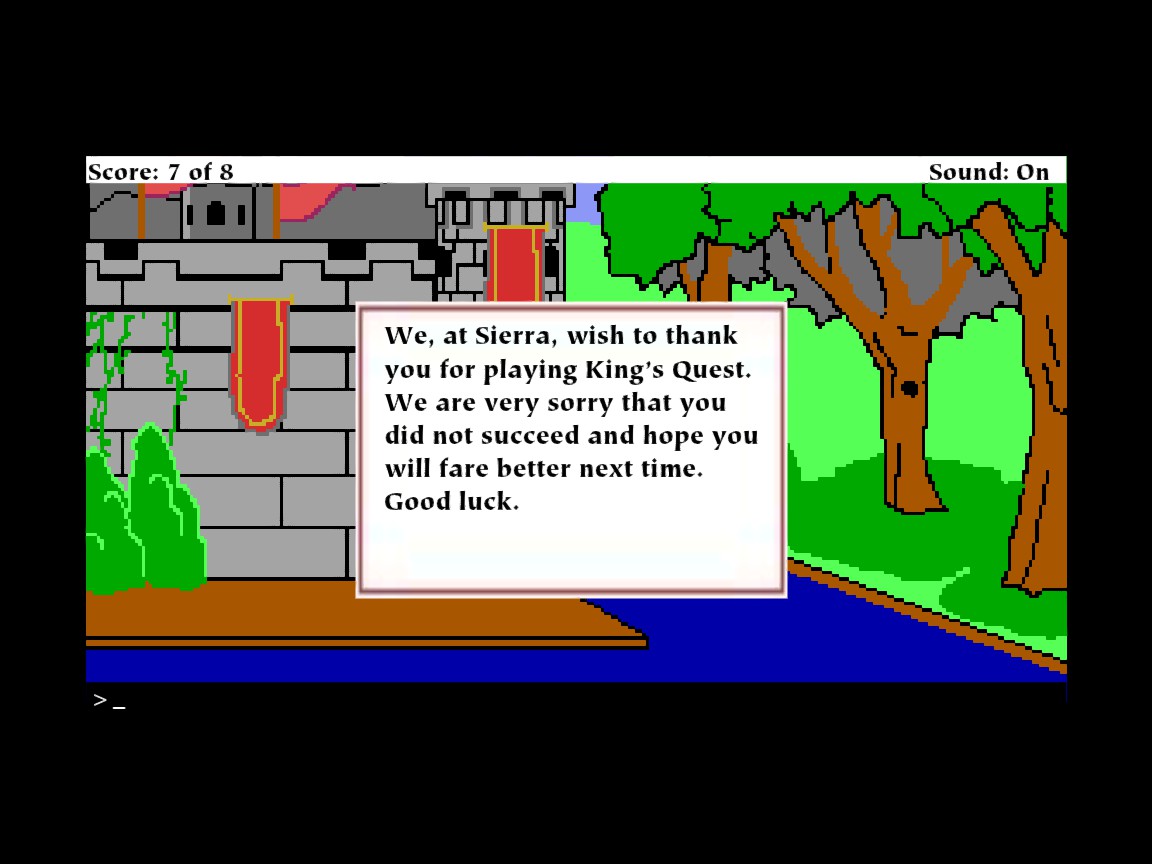 Score: 7 of 8
Sound: On
We, at Sierra, wish to thank
you for playing King's Quest.
We are very sorry that you
did not succeed and hope you
will fare better next time.
Good luck.
>_